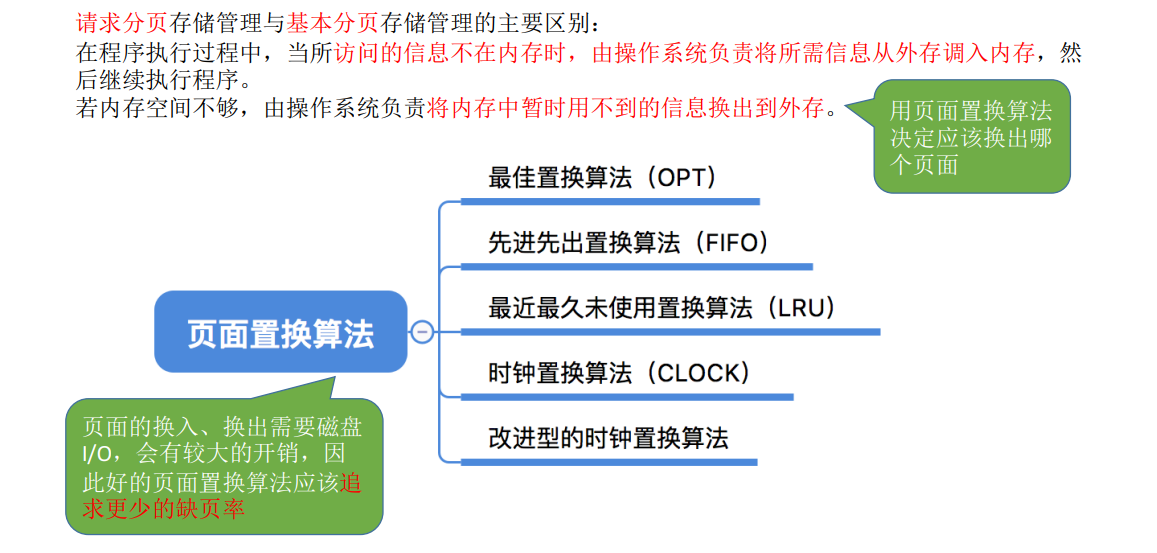 请求分页存储管理与基本分页存储管理的主要区别：
在程序执行过程中，当所访问的信息不在内存时，由操作系统负责将所需信息从外存调入内存，然
后继续执行程序。
若内存空间不够，由操作系统负责将内存中暂时用不到的信息换出到外存。
用页面置换算法
决定应该换出哪
个页面
最佳置换算法（OPT）
先进先出置换算法（FIFO）
最近最久未使用置换算法（LRU）
页面置换算法
时钟置换算法（CLOCK）
改进型的时钟置换算法
页面的换入、换出需要磁盘
I/O，会有较大的开销，因
此好的页面置换算法应该追
求更少的缺页率